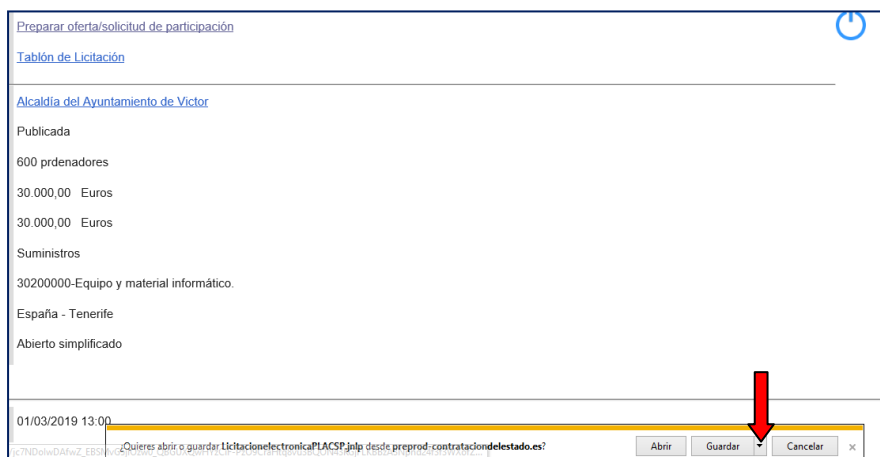 Preparar oferta/solicitud de participación
Tablón de Licitación
Alcaldía del Ayuntamiento de Victor
Publicada
600 prdenadores
30.000,00 Euros
30.000,00 Euros
Suministros
30200000-Equipo y material informático.
España - Tenerife
Abierto simplificado
01/03/2019 13:00
¿Quieres abrir o guardar LicitacionelectronicaPLACSP.jnlp desde preprod-contrataciondelestado.es? Abrir Guardar Cancelar